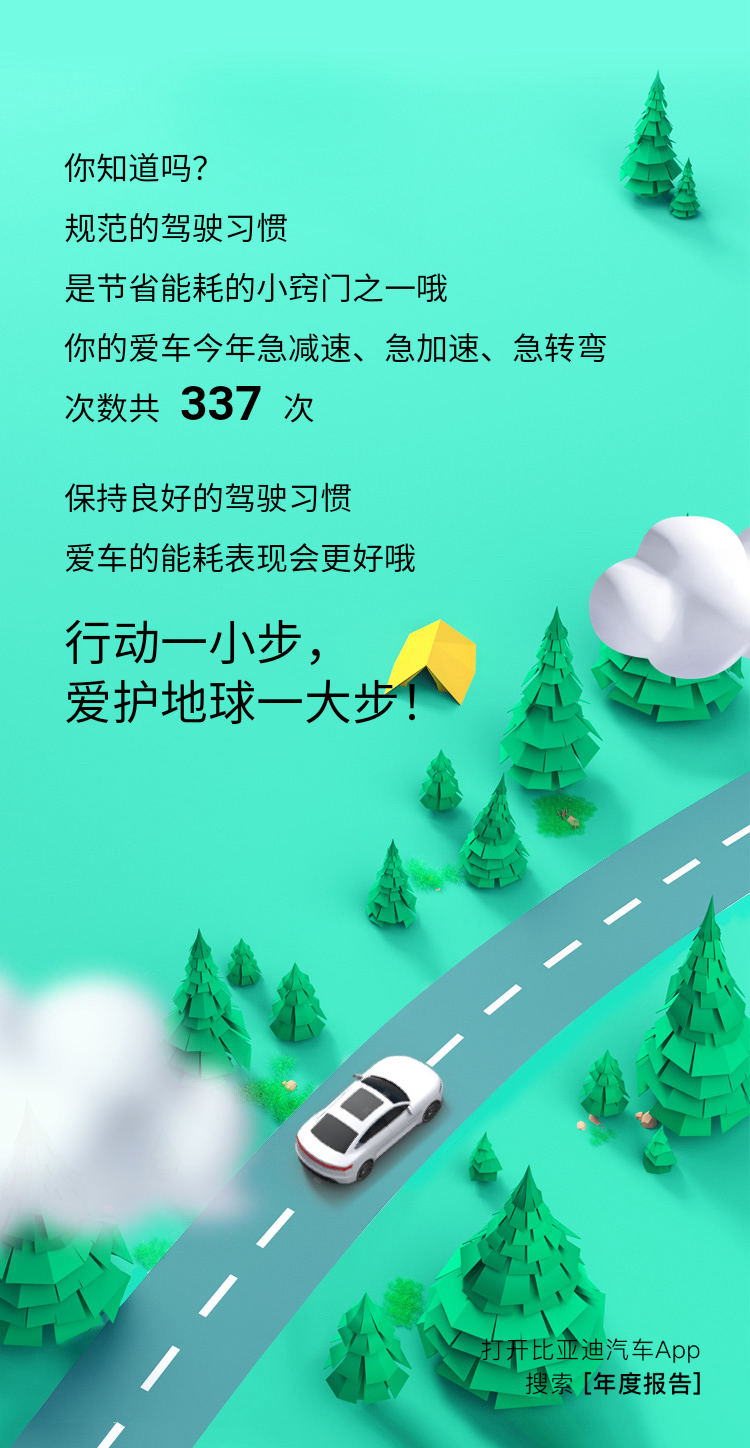 你知道吗?
规范的驾驶习惯
是节省能耗的小窍门之一哦
你的爱车今年急减速、急加速、急转弯
次数共 337 次
保持良好的驾驶习惯
爱车的能耗表现会更好哦
行动一小步，
爱护地球一大步！
打开比亚迪汽车App
搜索 [年度报告]